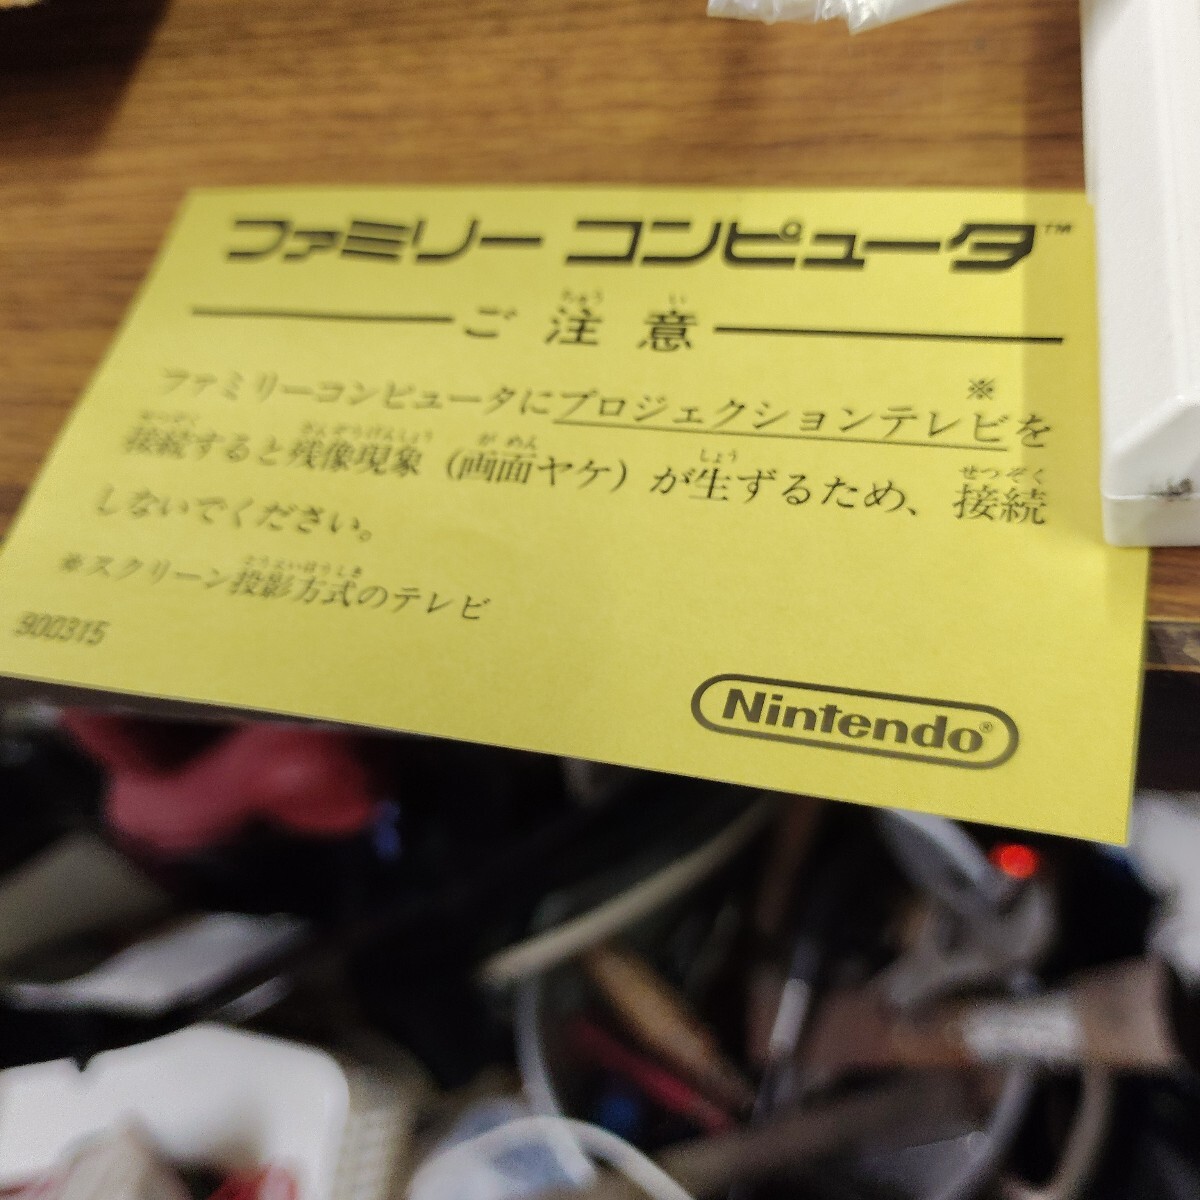 ファミリー コンピュータ™
ご注意
ファミリーコンピュータにプロジェクションテレビ※を
接続すると残像現象（画面ヤケ）が生ずるため、接続
しないでください。
※スクリーン投影方式のテレビ
900315
Nintendo®